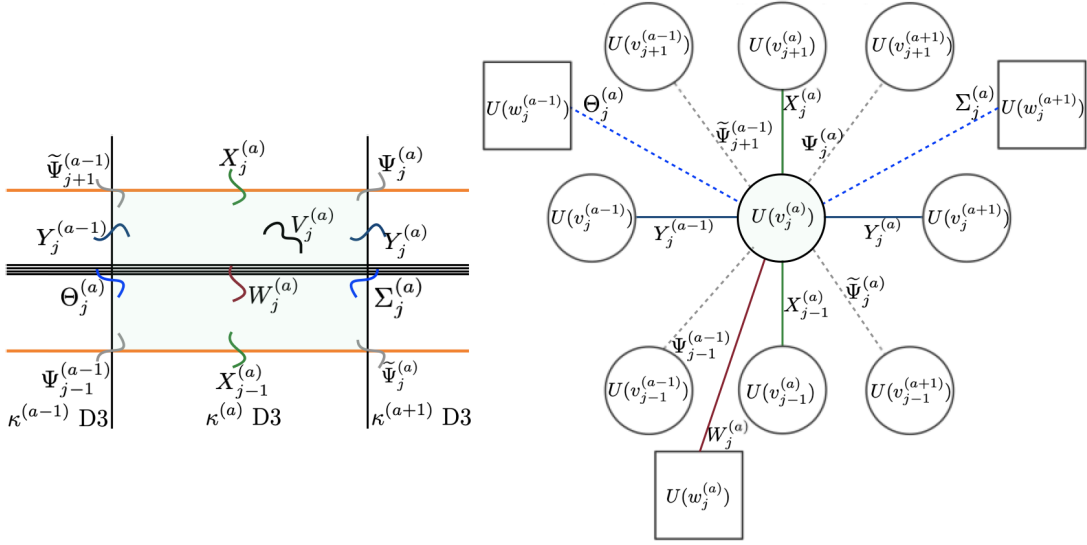 Ψ̃_{j+1}^{(a-1)} X_j^{(a)} Ψ_j^{(a)}
Y_j^{(a-1)} V_j^{(a)} Y_j^{(a)}
Θ_j^{(a)} W_j^{(a)} Σ_j^{(a)}
Ψ_{j-1}^{(a-1)} X_{j-1}^{(a)} Ψ̃_j^{(a)}
κ^{(a-1)} D3 κ^{(a)} D3 κ^{(a+1)} D3
U(v_{j+1}^{(a-1)}) U(v_{j+1}^{(a)}) U(v_{j+1}^{(a+1)})
U(w_j^{(a-1)}) Θ_j^{(a)} X_j^{(a)} Σ_j^{(a)} U(w_j^{(a+1)})
Ψ̃_{j+1}^{(a-1)} Ψ_j^{(a)}
U(v_j^{(a-1)}) Y_j^{(a-1)} U(v_j^{(a)}) Y_j^{(a)} U(v_j^{(a+1)})
Ψ_{j-1}^{(a-1)} X_{j-1}^{(a)} Ψ̃_j^{(a)}
U(v_{j-1}^{(a-1)}) U(v_{j-1}^{(a)}) U(v_{j-1}^{(a+1)})
W_j^{(a)}
U(w_j^{(a)})